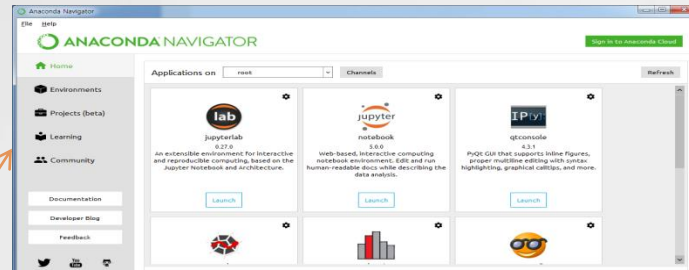 Anaconda Navigator
File Help
ANACONDA NAVIGATOR
Sign in to Anaconda Cloud
Home
Environments
Projects (beta)
Learning
Community
Documentation
Developer Blog
Feedback
Applications on root Channels Refresh
lab
jupyterlab
0.27.0
An extensible environment for interactive
and reproducible computing, based on the
Jupyter Notebook and Architecture.
Launch
jupyter
notebook
5.0.0
Web-based, interactive computing
notebook environment. Edit and run
human-readable docs while describing the
data analysis.
Launch
IP[y]:
qtconsole
4.3.1
PyQt GUI that supports inline figures,
proper multiline editing with syntax
highlighting, graphical calltips, and more.
Launch
You
Tube